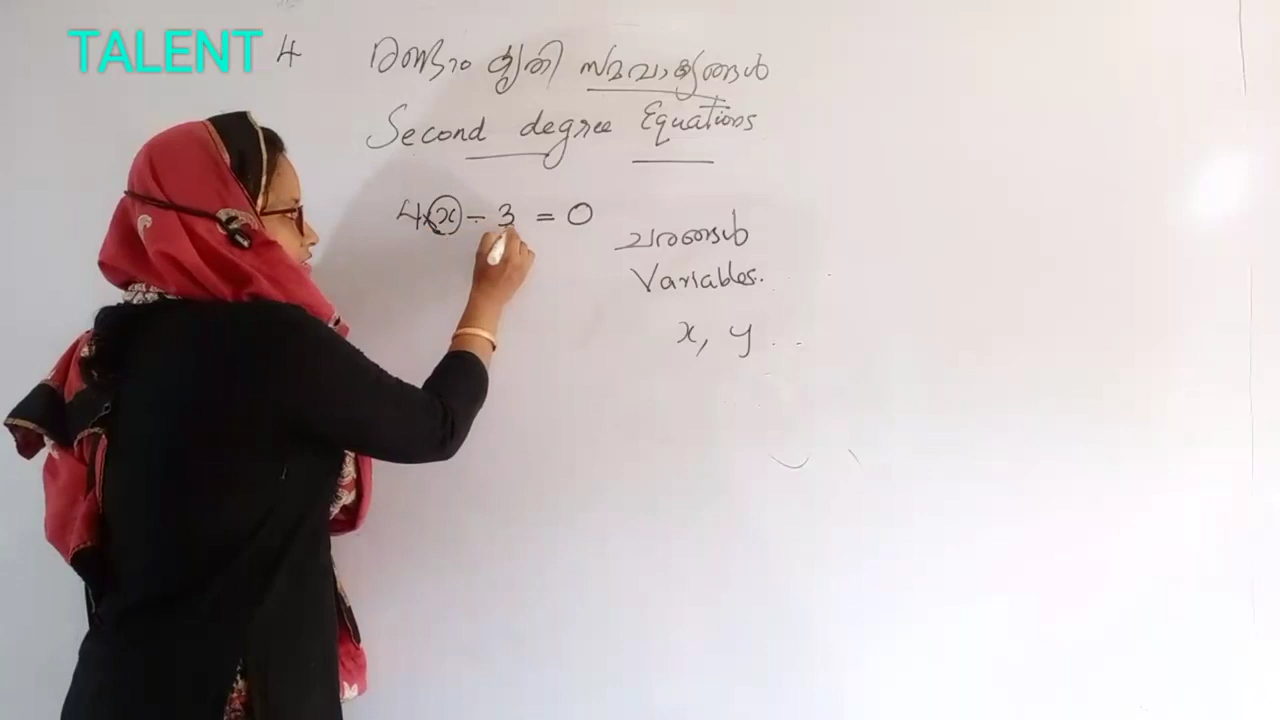 TALENT
4 രണ്ടാം കൃതി സമവാക്യങ്ങൾ
Second degree Equations
4x - 3 = 0
ചരങ്ങൾ
Variables.
x, y . .